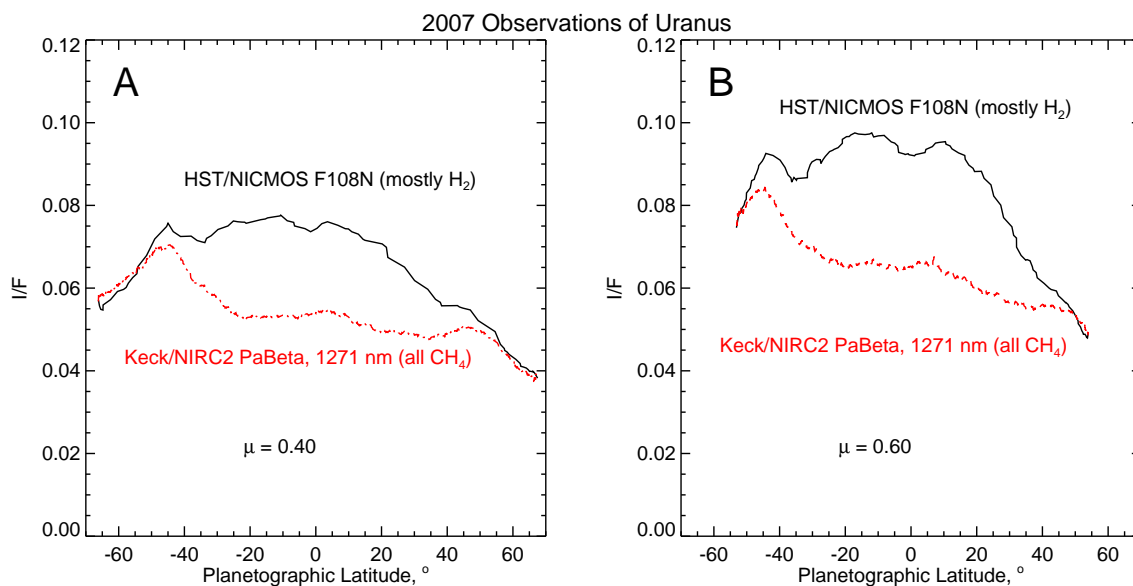 2007 Observations of Uranus
A
HST/NICMOS F108N (mostly H₂)
Keck/NIRC2 PaBeta, 1271 nm (all CH₄)
μ = 0.40
I/F
0.12
0.10
0.08
0.06
0.04
0.02
0.00
-60 -40 -20 0 20 40 60
Planetographic Latitude, °
B
HST/NICMOS F108N (mostly H₂)
Keck/NIRC2 PaBeta, 1271 nm (all CH₄)
μ = 0.60
I/F
0.12
0.10
0.08
0.06
0.04
0.02
0.00
-60 -40 -20 0 20 40 60
Planetographic Latitude, °